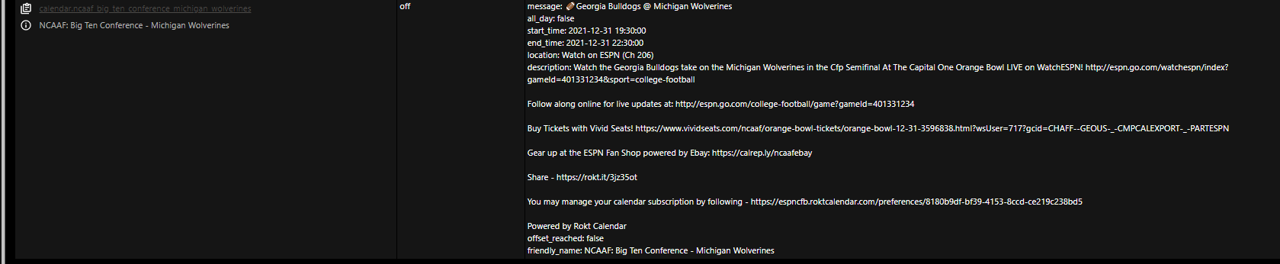 calendar.ncaaf_big_ten_conference_michigan_wolverines
NCAAF: Big Ten Conference - Michigan Wolverines
off
message: 🏈Georgia Bulldogs @ Michigan Wolverines
all_day: false
start_time: 2021-12-31 19:30:00
end_time: 2021-12-31 22:30:00
location: Watch on ESPN (Ch 206)
description: Watch the Georgia Bulldogs take on the Michigan Wolverines in the Cfp Semifinal At The Capital One Orange Bowl LIVE on WatchESPN! http://espn.go.com/watchespn/index?
gameId=401331234&sport=college-football
Follow along online for live updates at: http://espn.go.com/college-football/game?gameId=401331234
Buy Tickets with Vivid Seats! https://www.vividseats.com/ncaaf/orange-bowl-tickets/orange-bowl-12-31-3596838.html?wsUser=717?gcid=CHAFF--GEOUS-_-CMPCALEXPORT-_-PARTESPN
Gear up at the ESPN Fan Shop powered by Ebay: https://calrep.ly/ncaafebay
Share - https://rokt.it/3jz35ot
You may manage your calendar subscription by following - https://espncfb.roktcalendar.com/preferences/8180b9df-bf39-4153-8ccd-ce219c238bd5
Powered by Rokt Calendar
offset_reached: false
friendly_name: NCAAF: Big Ten Conference - Michigan Wolverines